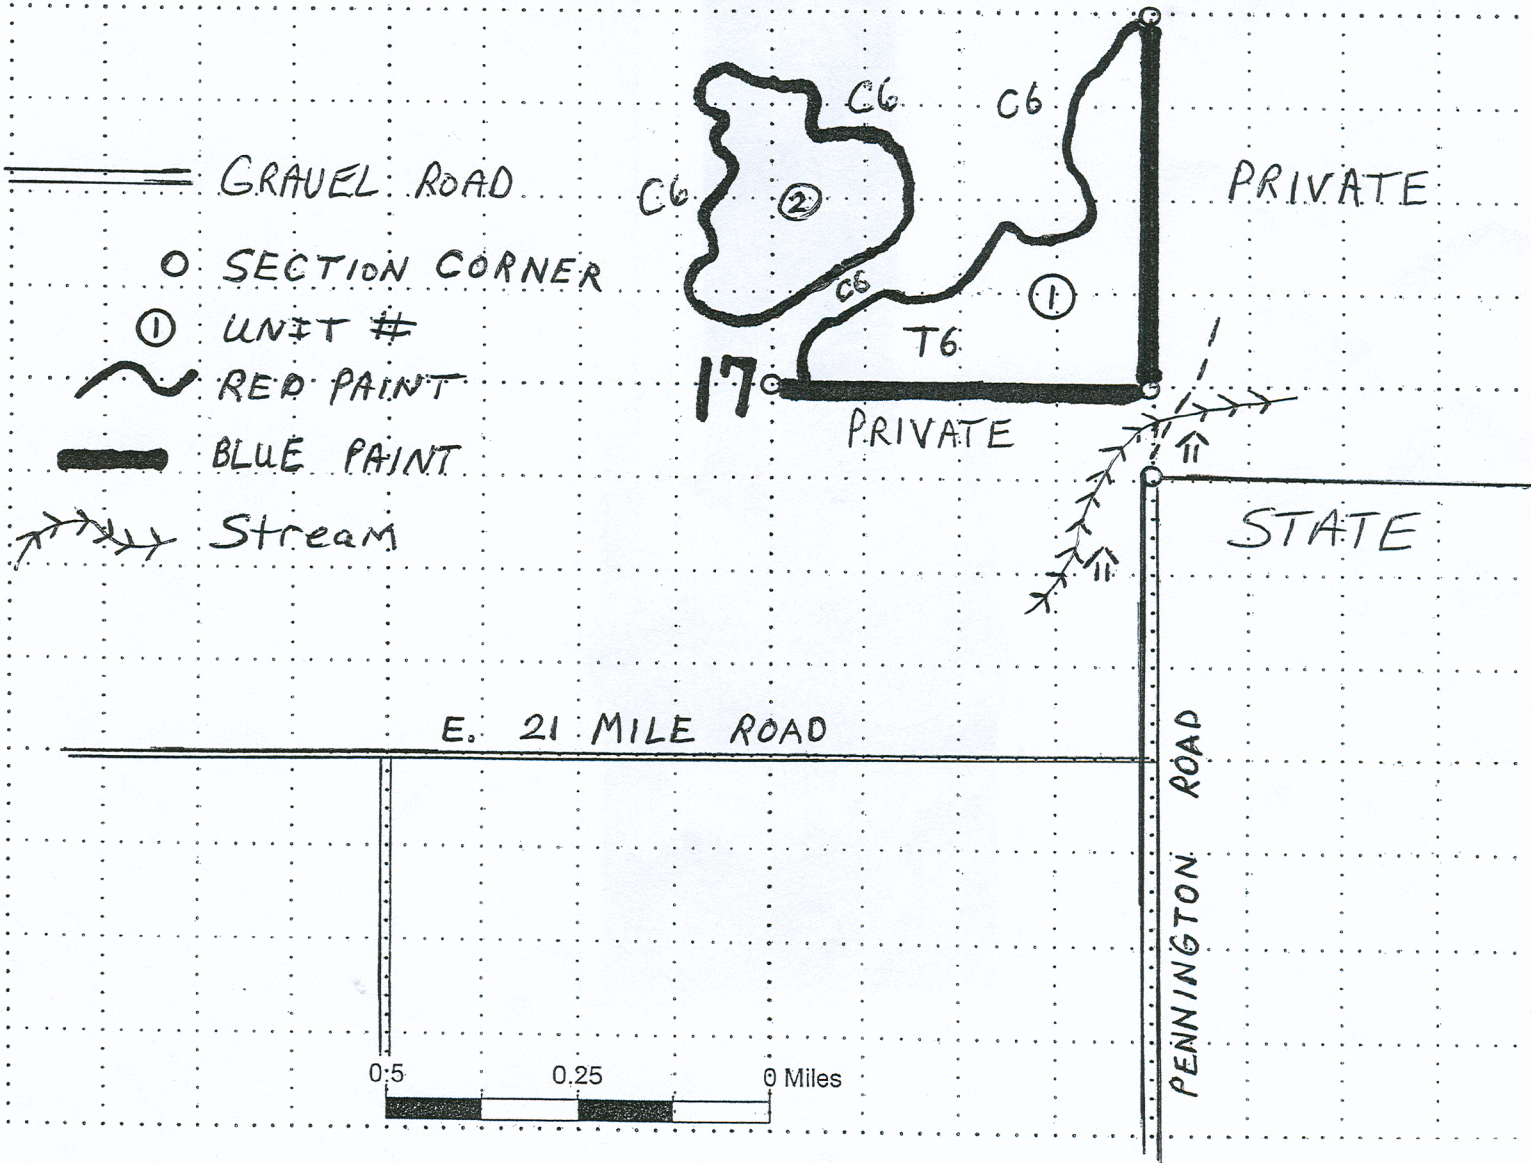 C6
C6
GRAVEL ROAD
C6
2
PRIVATE
SECTION CORNER
C6
1
1 UNIT #
T6
RED PAINT
17
PRIVATE
BLUE PAINT
STATE
Stream
E. 21 MILE ROAD
PENNINGTON ROAD
0.5 0.25 0 Miles